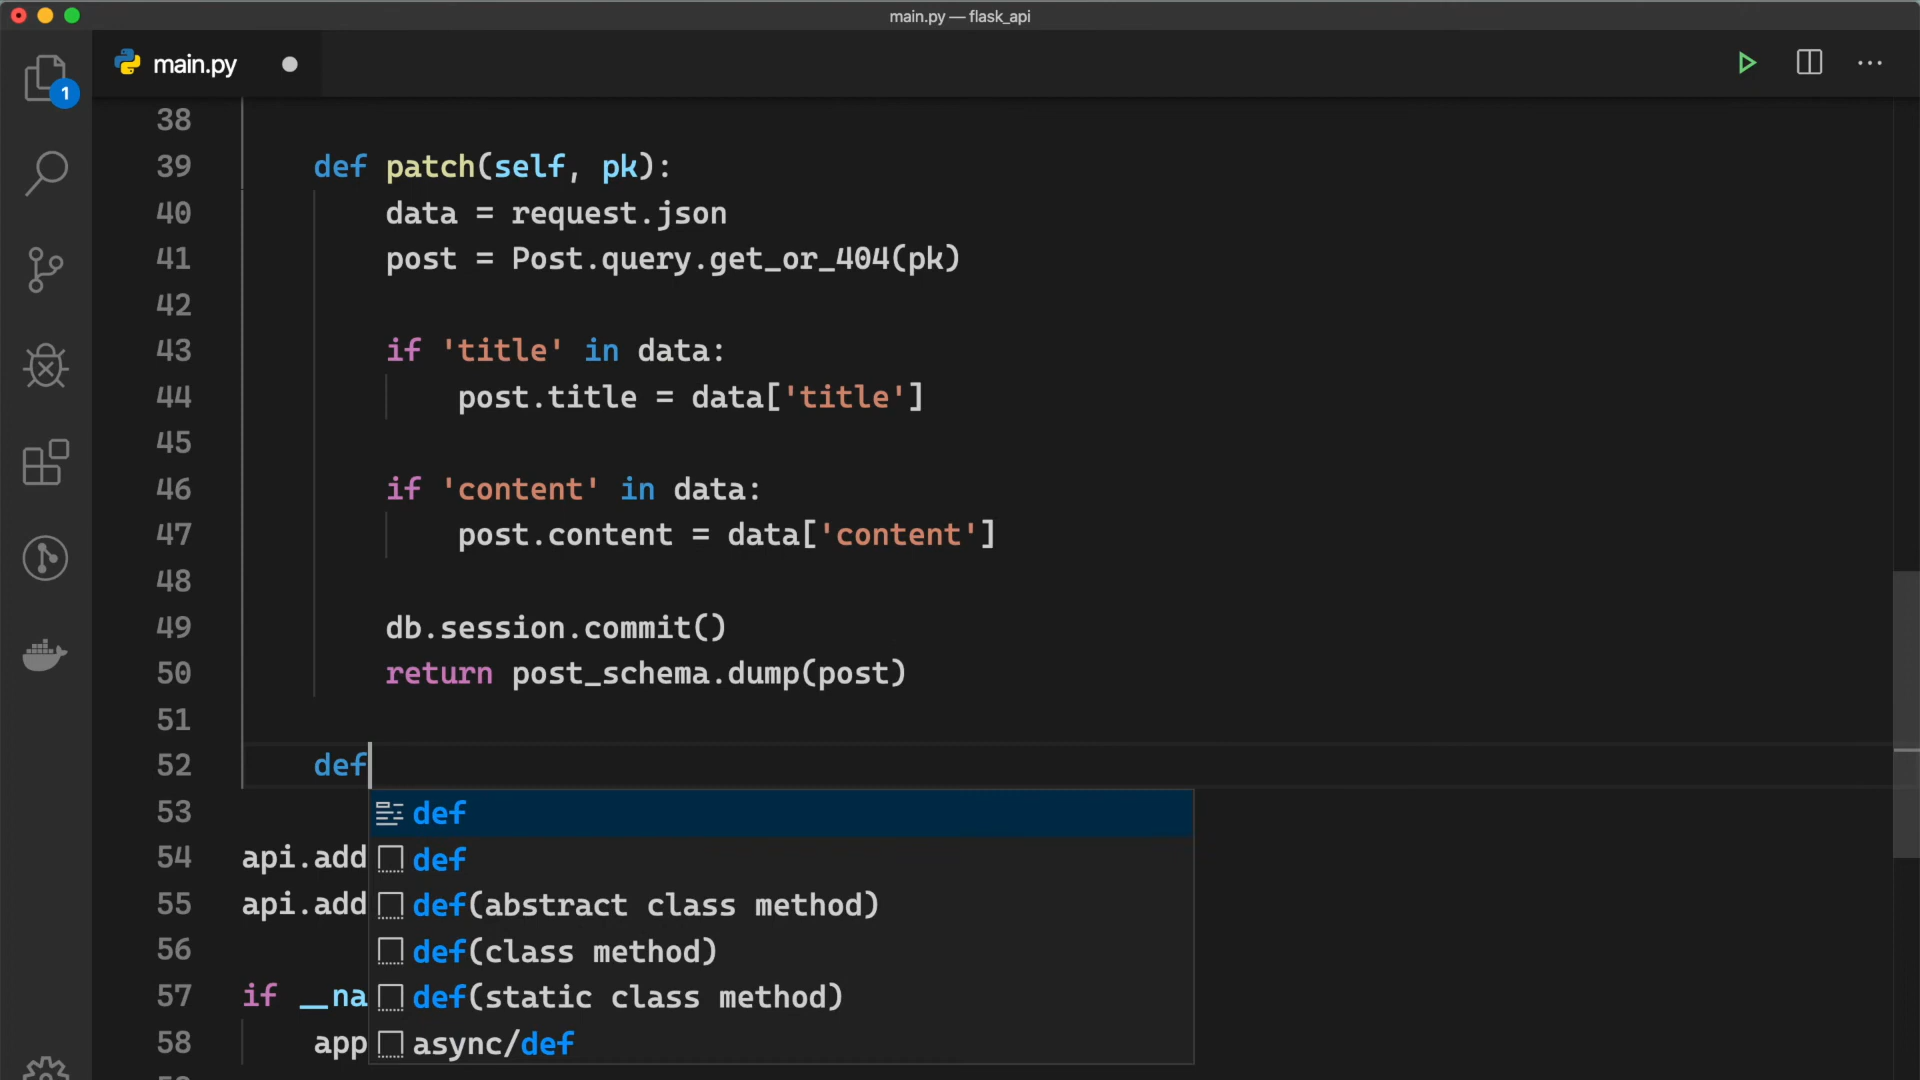 main.py — flask_api
main.py
1
38
39 def patch(self, pk):
40 data = request.json
41 post = Post.query.get_or_404(pk)
42
43 if 'title' in data:
44 post.title = data['title']
45
46 if 'content' in data:
47 post.content = data['content']
48
49 db.session.commit()
50 return post_schema.dump(post)
51
52 def
53 def
54 api.add def
55 api.add def(abstract class method)
56 def(class method)
57 if __na def(static class method)
58 app async/def